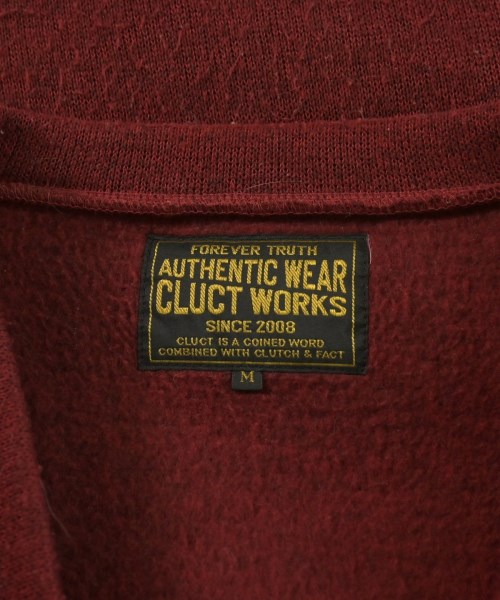 FOREVER TRUTH
AUTHENTIC WEAR
CLUCT WORKS
SINCE 2008
CLUCT IS A COINED WORD
COMBINED WITH CLUTCH & FACT
M